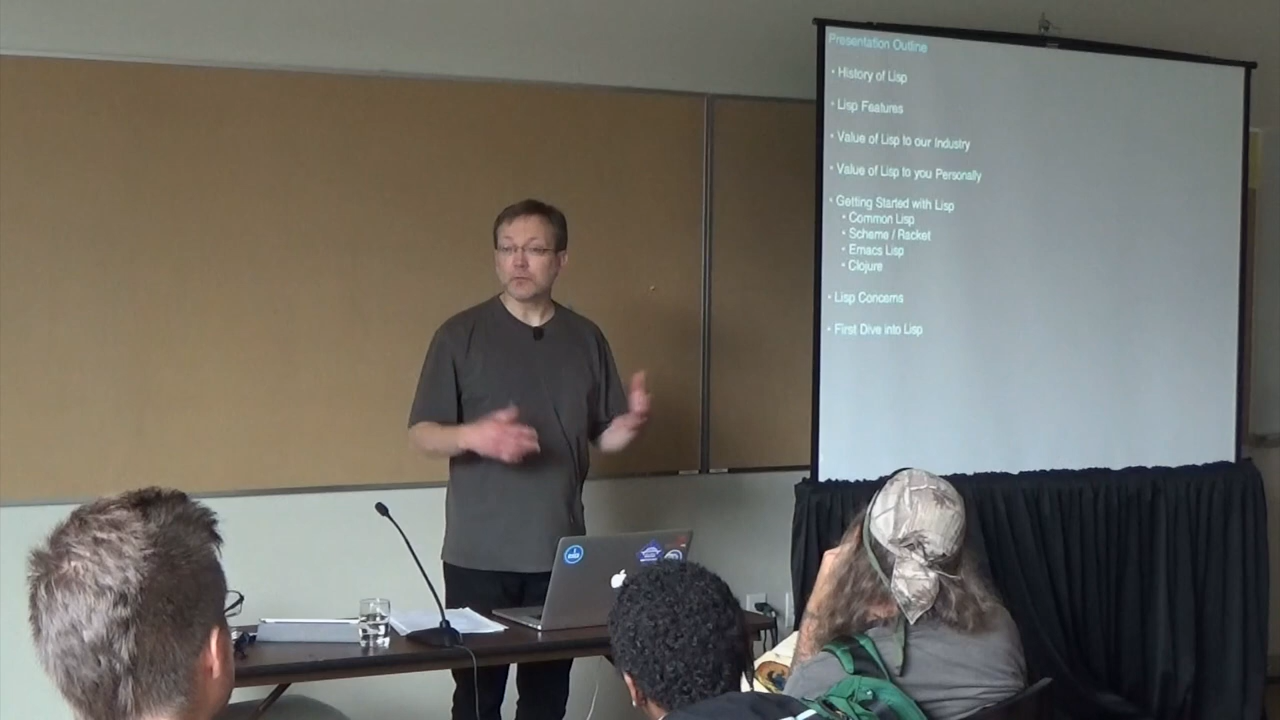 Presentation Outline
• History of Lisp
• Lisp Features
• Value of Lisp to our Industry
• Value of Lisp to you Personally
• Getting Started with Lisp
• Common Lisp
• Scheme / Racket
• Emacs Lisp
• Clojure
• Lisp Concerns
• First Dive into Lisp